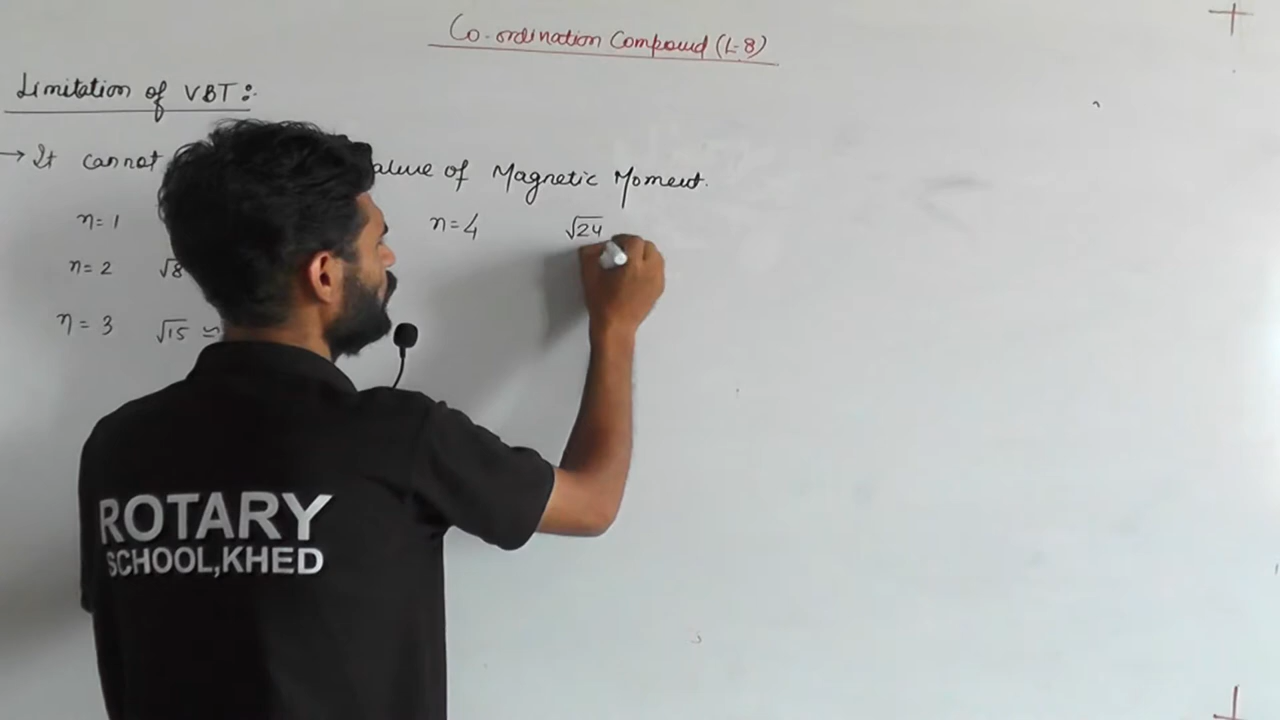 Co-ordination Compound (L-8)
Limitation of VBT :-
→ It cannot value of Magnetic Moment.
n = 1
n = 4 √24
n = 2 √8
n = 3 √15 ≃
ROTARY
SCHOOL,KHED